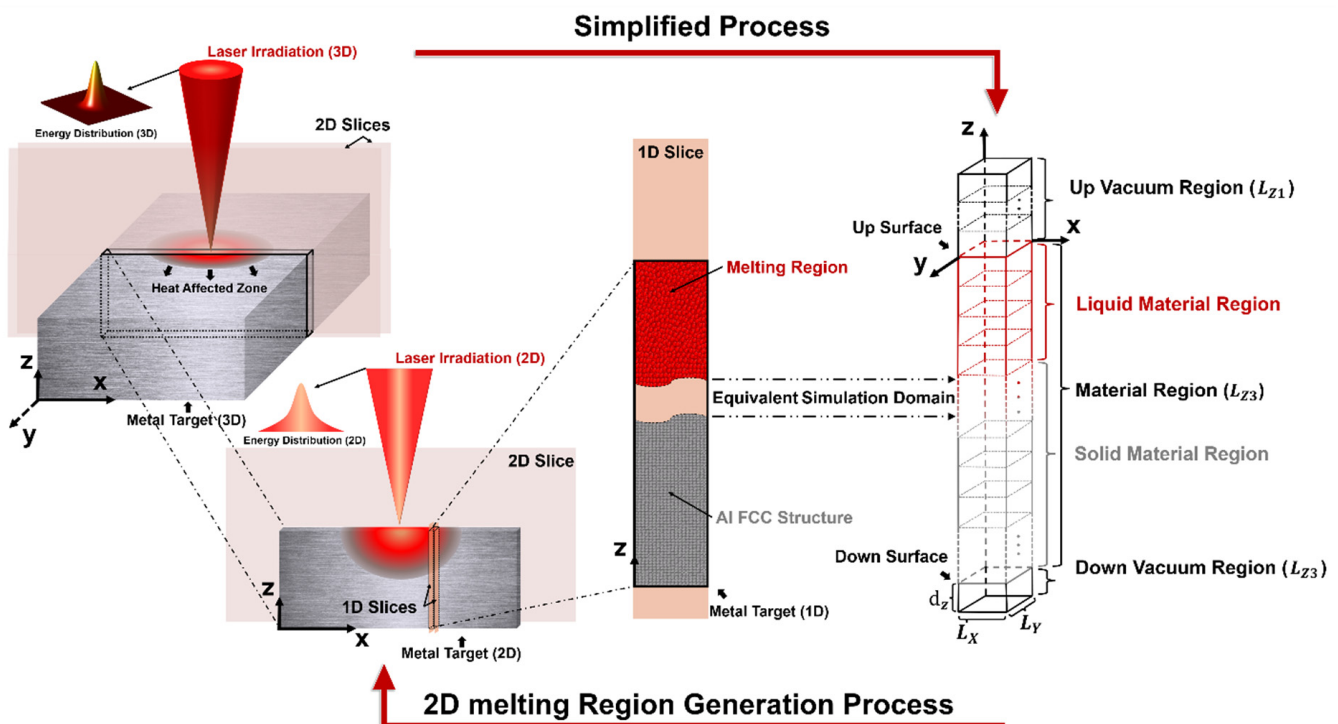 Simplified Process
Laser Irradiation (3D)
Energy Distribution (3D)
2D Slices
Heat Affected Zone
z
x
y
Metal Target (3D)
Laser Irradiation (2D)
Energy Distribution (2D)
2D Slice
1D Slices
z
x
Metal Target (2D)
1D Slice
Melting Region
Equivalent Simulation Domain
Al FCC Structure
z
Metal Target (1D)
z
Up Vacuum Region (L_{Z1})
Up Surface
x
y
Liquid Material Region
Material Region (L_{Z3})
Solid Material Region
Down Surface
Down Vacuum Region (L_{Z3})
d_z
L_X
L_Y
2D melting Region Generation Process